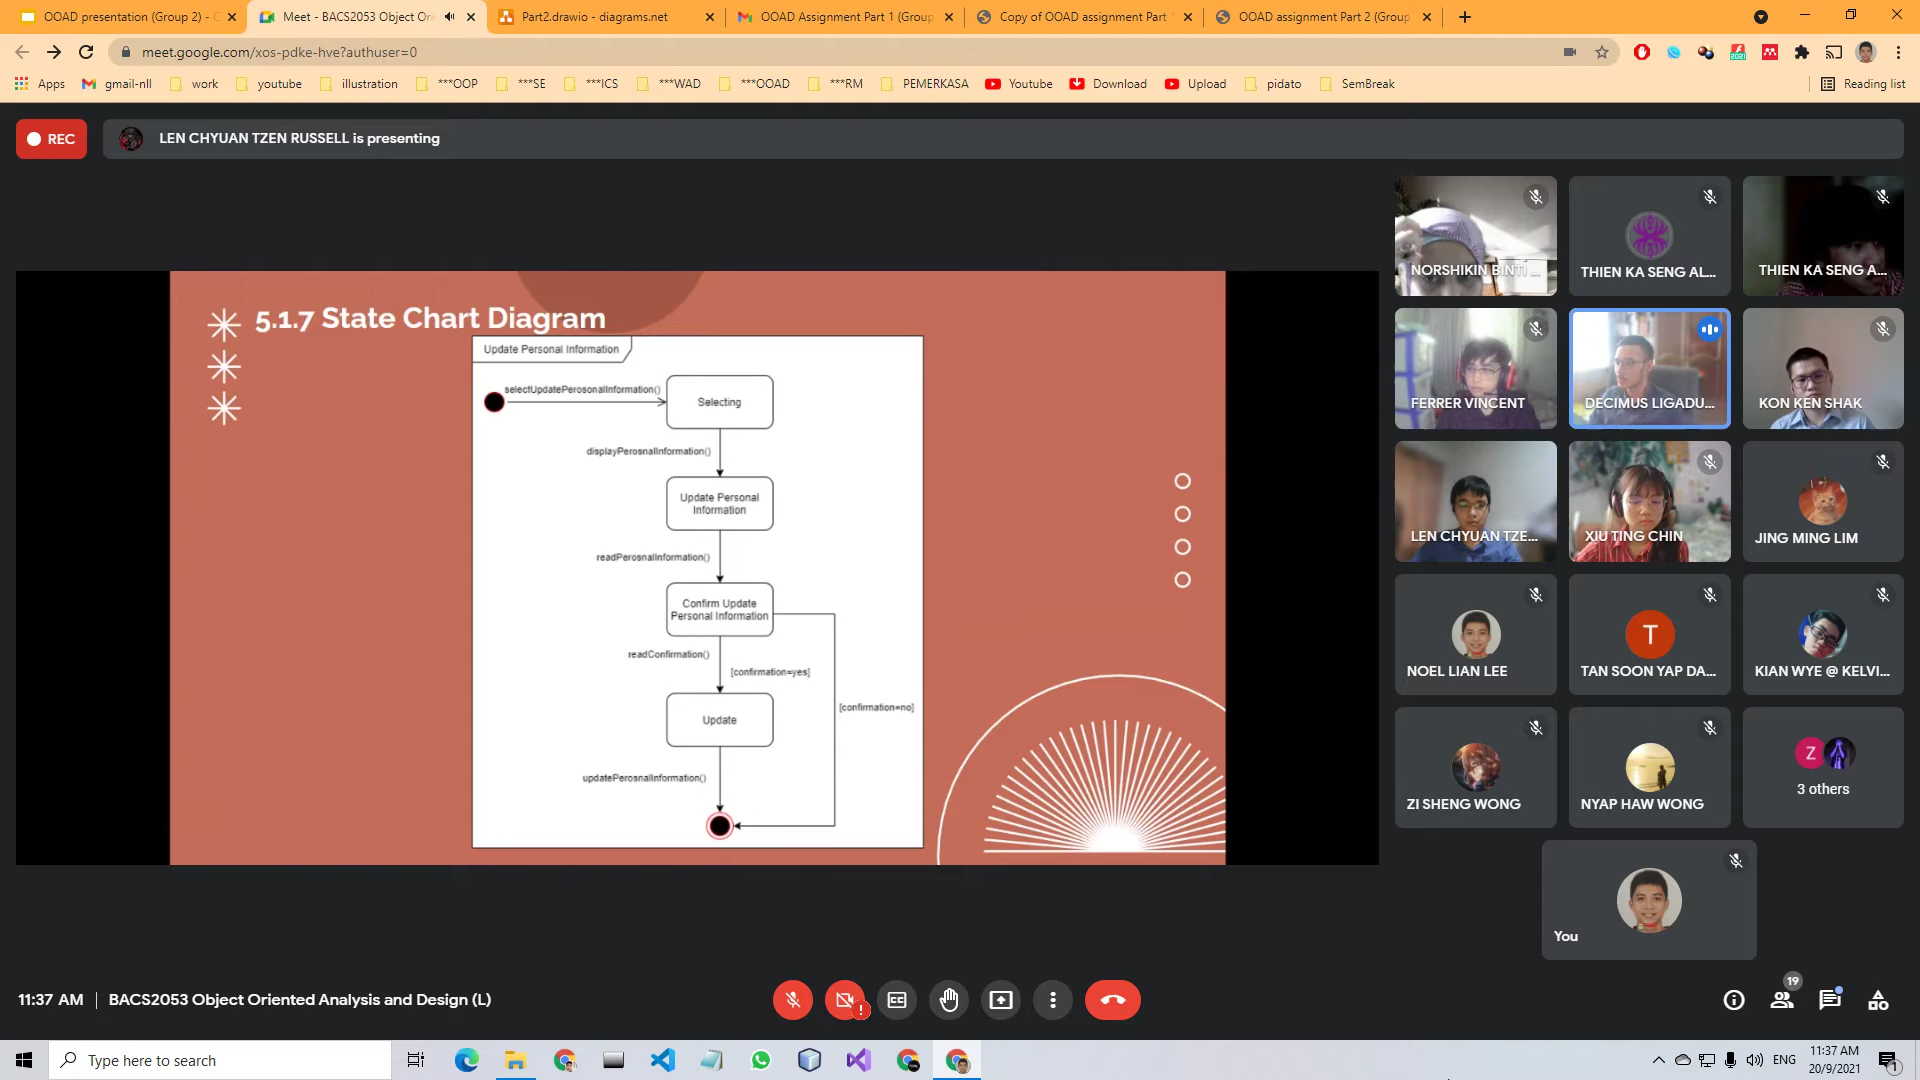 OOAD presentation (Group 2) - C
Meet - BACS2053 Object Ori
Part2.drawio - diagrams.net
OOAD Assignment Part 1 (Group
Copy of OOAD assignment Part
OOAD assignment Part 2 (Group
meet.google.com/xos-pdke-hve?authuser=0
Apps
gmail-nll
work
youtube
illustration
***OOP
***SE
***ICS
***WAD
***OOAD
***RM
PEMERKASA
Youtube
Download
Upload
pidato
SemBreak
Reading list
REC
LEN CHYUAN TZEN RUSSELL is presenting
5.1.7 State Chart Diagram
Update Personal Information
selectUpdatePerosonalInformation()
Selecting
displayPerosnalInformation()
Update Personal
Information
readPerosnalInformation()
Confirm Update
Personal Information
readConfirmation()
[confirmation=yes]
Update
[confirmation=no]
updatePerosnalInformation()
NORSHIKIN BINTI ...
THIEN KA SENG AL...
THIEN KA SENG A...
FERRER VINCENT
DECIMUS LIGADU...
KON KEN SHAK
LEN CHYUAN TZE...
XIU TING CHIN
JING MING LIM
NOEL LIAN LEE
T
TAN SOON YAP DA...
KIAN WYE @ KELVI...
ZI SHENG WONG
NYAP HAW WONG
Z
3 others
You
11:37 AM | BACS2053 Object Oriented Analysis and Design (L)
19
Type here to search
ENG
11:37 AM
20/9/2021
1